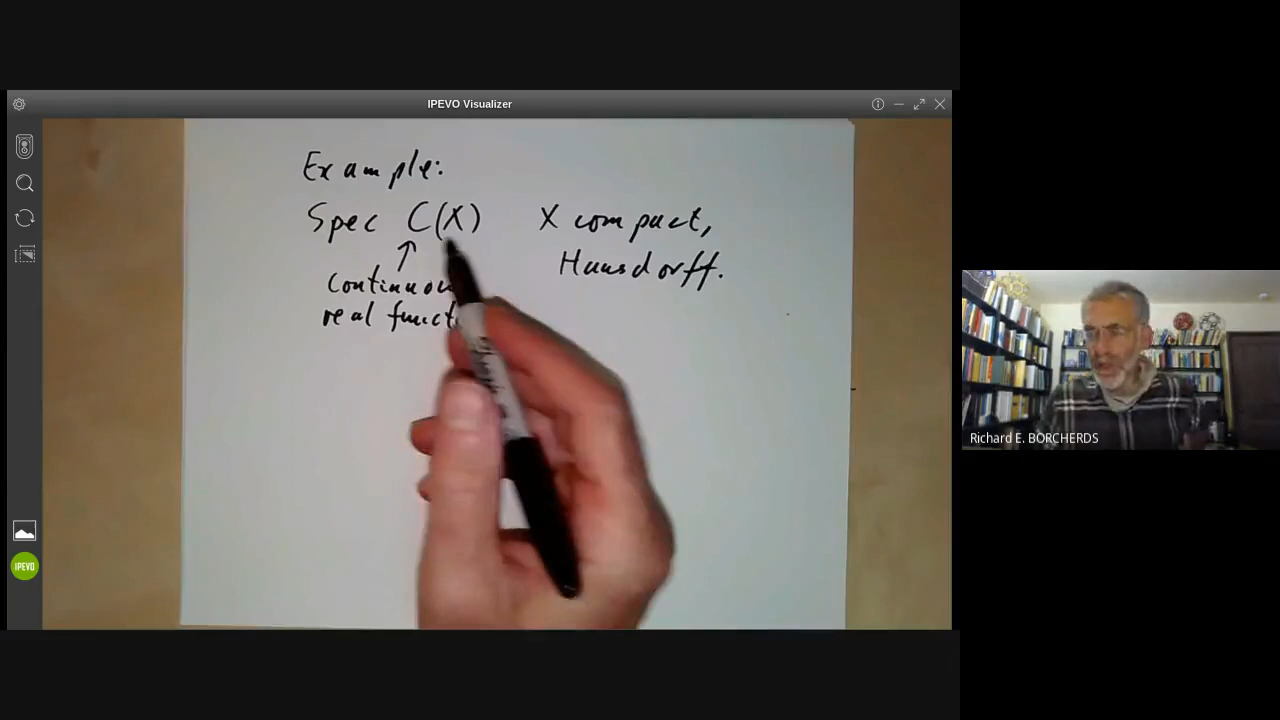 IPEVO Visualizer
Example:
Spec C(X) X compact,
↑ Hausdorff.
continuou
real funct
IPEVO
Richard E. BORCHERDS